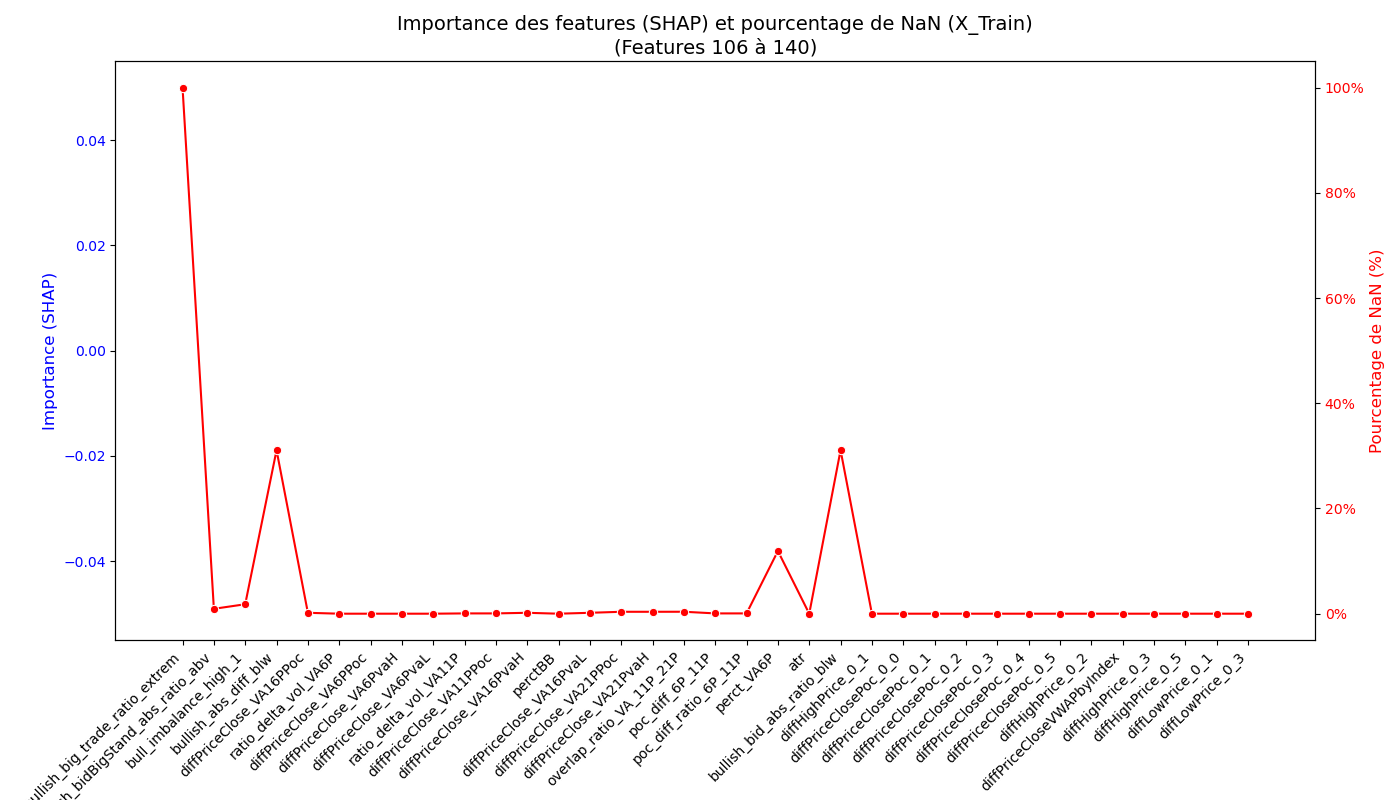 Importance des features (SHAP) et pourcentage de NaN (X_Train)
(Features 106 à 140)
Importance (SHAP)
0.04
0.02
0.00
−0.02
−0.04
100%
80%
60%
40%
20%
0%
Pourcentage de NaN (%)
ullish_big_trade_ratio_extrem
sh_bidBigStand_abs_ratio_abv
bull_imbalance_high_1
bullish_abs_diff_blw
diffPriceClose_VA16PPoc
ratio_delta_vol_VA6P
diffPriceClose_VA6PPoc
diffPriceClose_VA6PvaH
diffPriceClose_VA6PvaL
ratio_delta_vol_VA11P
diffPriceClose_VA11PPoc
diffPriceClose_VA16PvaH
perctBB
diffPriceClose_VA16PvaL
diffPriceClose_VA21PPoc
diffPriceClose_VA21PvaH
overlap_ratio_VA_11P_21P
poc_diff_6P_11P
poc_diff_ratio_6P_11P
perct_VA6P
atr
bullish_bid_abs_ratio_blw
diffHighPrice_0_1
diffPriceClosePoc_0_0
diffPriceClosePoc_0_1
diffPriceClosePoc_0_2
diffPriceClosePoc_0_3
diffPriceClosePoc_0_4
diffPriceClosePoc_0_5
diffHighPrice_0_2
diffPriceCloseVWAPbyIndex
diffHighPrice_0_3
diffHighPrice_0_5
diffLowPrice_0_1
diffLowPrice_0_3